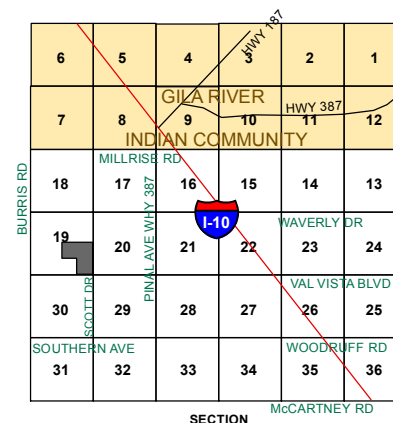 HWY 187
6 5 4 3 2 1
GILA RIVER
HWY 387
7 8 9 10 11 12
INDIAN COMMUNITY
MILLRISE RD
BURRIS RD
18 17 16 15 14 13
PINAL AVE WHY 387
I-10
WAVERLY DR
19 20 21 22 23 24
SCOTT DR
VAL VISTA BLVD
30 29 28 27 26 25
SOUTHERN AVE
WOODRUFF RD
31 32 33 34 35 36
McCARTNEY RD
SECTION